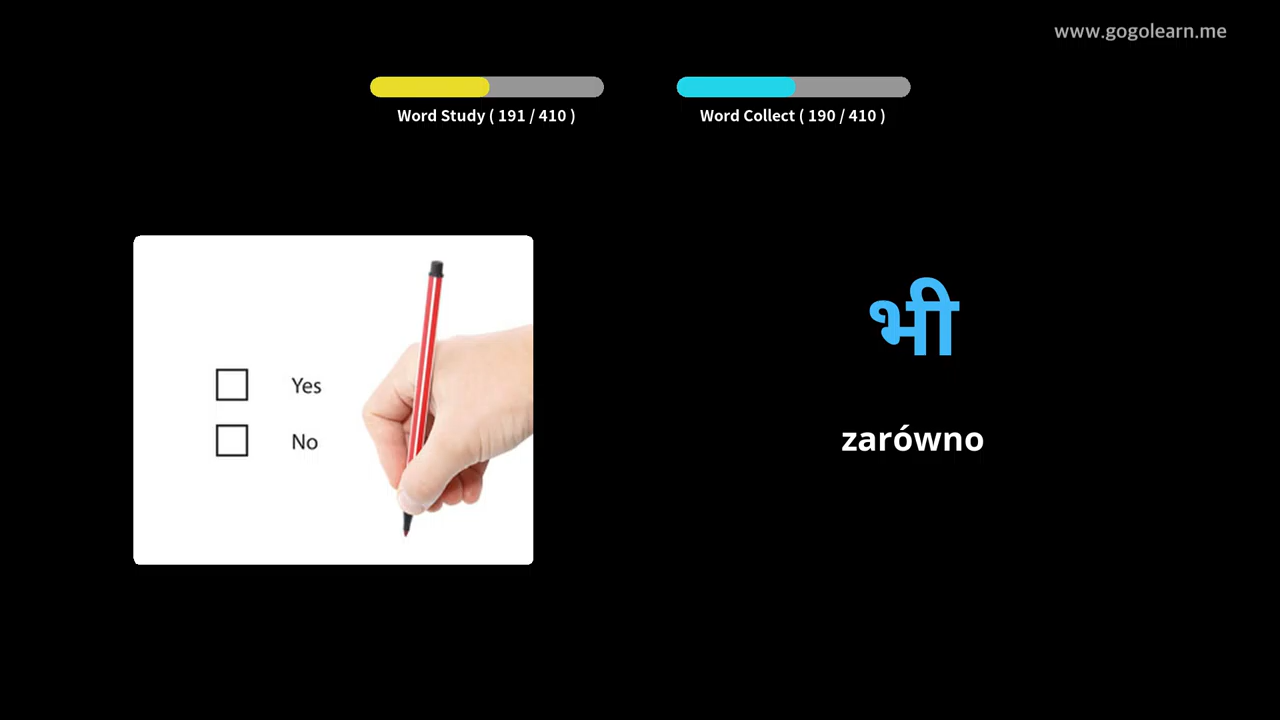 www.gogolearn.me
Word Study ( 191 / 410 )
Word Collect ( 190 / 410 )
Yes
No
भी
zarówno